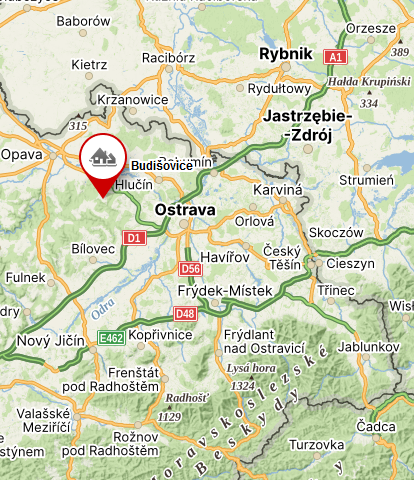 Baborów
Racibórz
Rybnik
Orzesze
A1
389
Kietrz
Rydułtowy
Hałda Krupiński
334
Krzanowice
Jastrzębie-
-Zdrój
315
Opava
Budišovice
Hlučín
Strumień
Karviná
Ostrava
Orlová
Skoczów
D1
Bílovec
Havířov
Český
Těšín
Cieszyn
D56
Fulnek
Odra
Frýdek-Místek
Třinec
D48
Nový Jičín
E462
Kopřivnice
Frýdlant
nad Ostravicí
Jablunkov
Lysá hora
1324
Frenštát
pod Radhoštěm
Radhošť
1129
Valašské
Meziříčí
Rožnov
pod Radhoštěm
Čadca
Turzovka